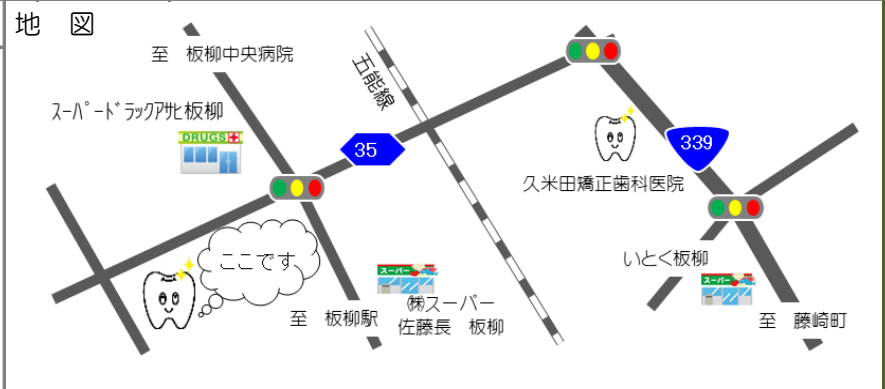 地 図
至 板柳中央病院
五能線
ｽｰﾊﾟｰﾄﾞﾗｯｸｱｻﾋ板柳
DRUGS
35
339
久米田矯正歯科医院
ここです
いとく板柳
スーパー
㈱スーパー
佐藤長 板柳
至 板柳駅
スーパー
至 藤崎町